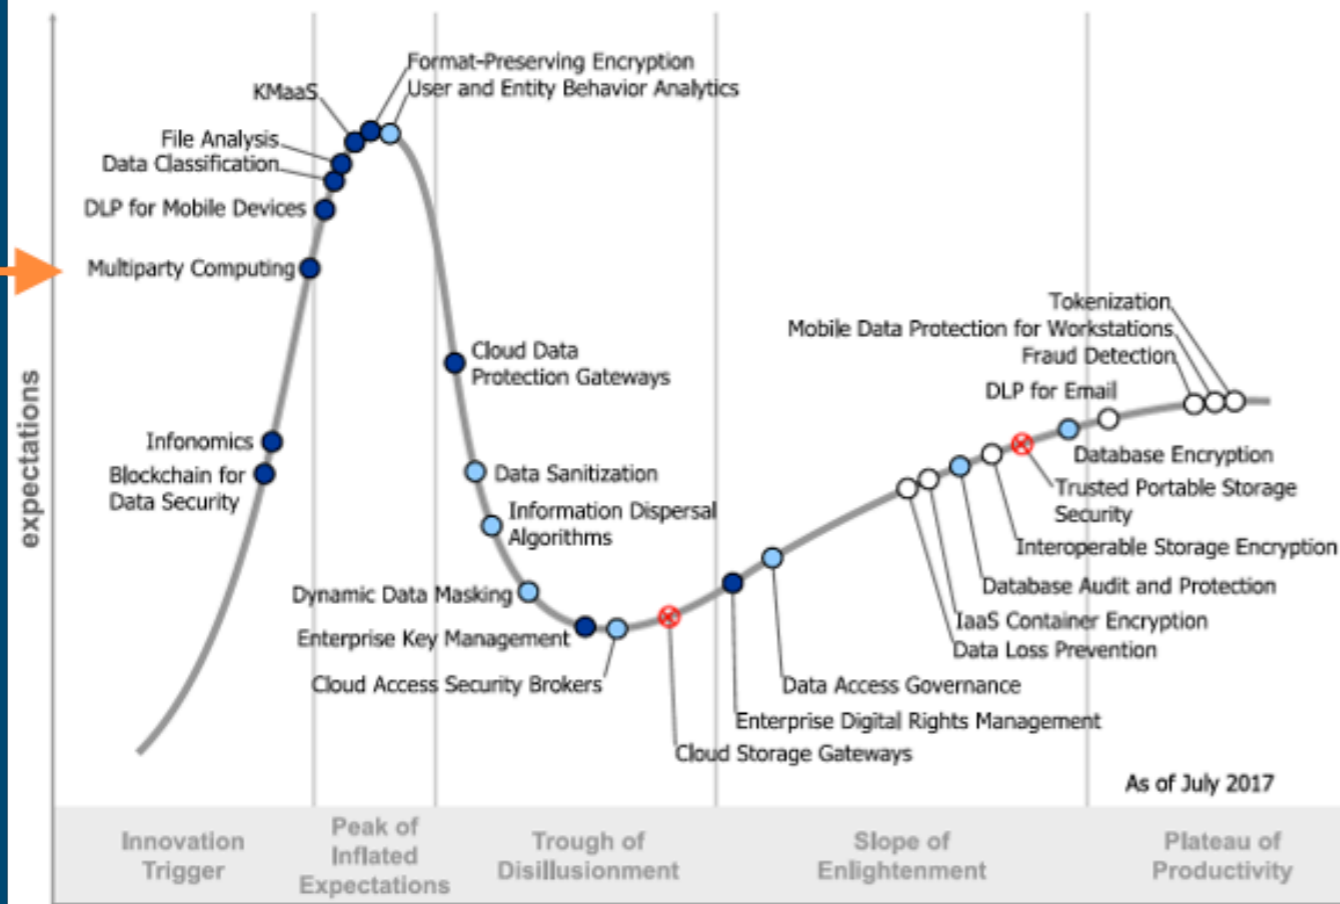 Format-Preserving Encryption
User and Entity Behavior Analytics
KMaaS
File Analysis
Data Classification
DLP for Mobile Devices
Multiparty Computing
Infonomics
Blockchain for
Data Security
expectations
Cloud Data
Protection Gateways
Data Sanitization
Information Dispersal
Algorithms
Dynamic Data Masking
Enterprise Key Management
Cloud Access Security Brokers
Tokenization
Mobile Data Protection for Workstations
Fraud Detection
DLP for Email
Database Encryption
Trusted Portable Storage
Security
Interoperable Storage Encryption
Database Audit and Protection
IaaS Container Encryption
Data Loss Prevention
Data Access Governance
Enterprise Digital Rights Management
Cloud Storage Gateways
As of July 2017
Innovation
Trigger
Peak of
Inflated
Expectations
Trough of
Disillusionment
Slope of
Enlightenment
Plateau of
Productivity